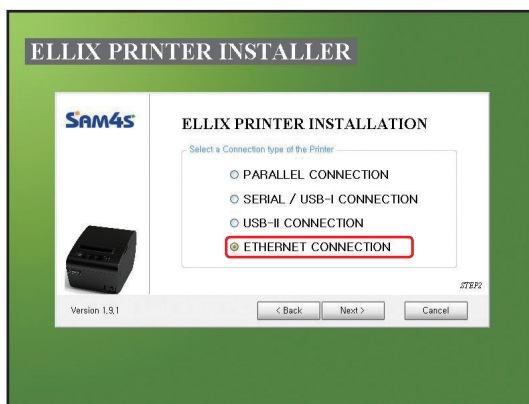 ELLIX PRINTER INSTALLER
SAM4S
ELLIX PRINTER INSTALLATION
Select a Connection type of the Printer
PARALLEL CONNECTION
SERIAL / USB-I CONNECTION
USB-II CONNECTION
ETHERNET CONNECTION
STEP2
Version 1,9,1
< Back Next > Cancel